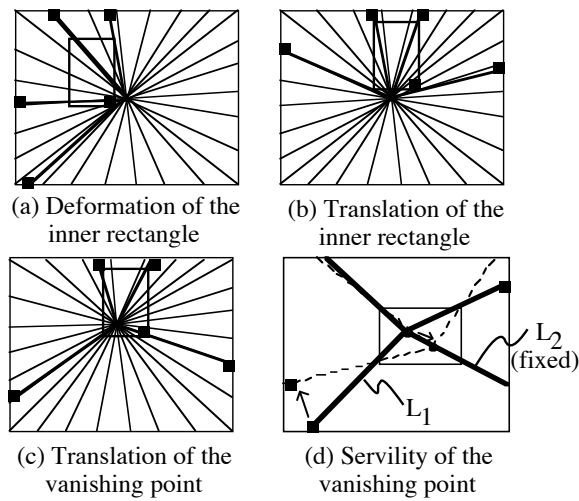 (a) Deformation of the
inner rectangle
(b) Translation of the
inner rectangle
(c) Translation of the
vanishing point
L1
L2
(fixed)
(d) Servility of the
vanishing point